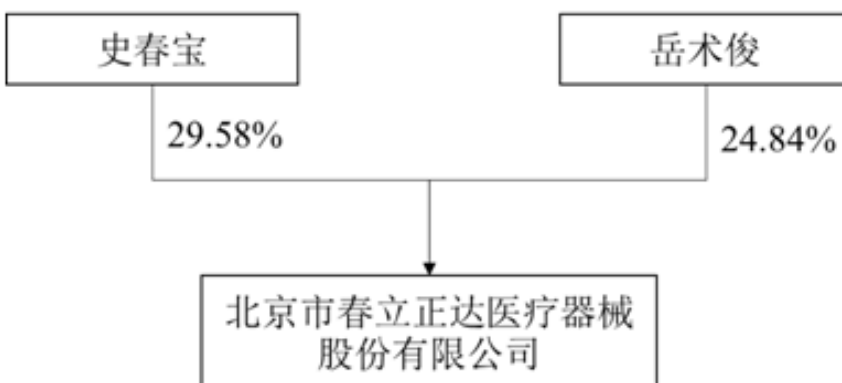 史春宝
岳术俊
29.58%
24.84%
北京市春立正达医疗器械
股份有限公司